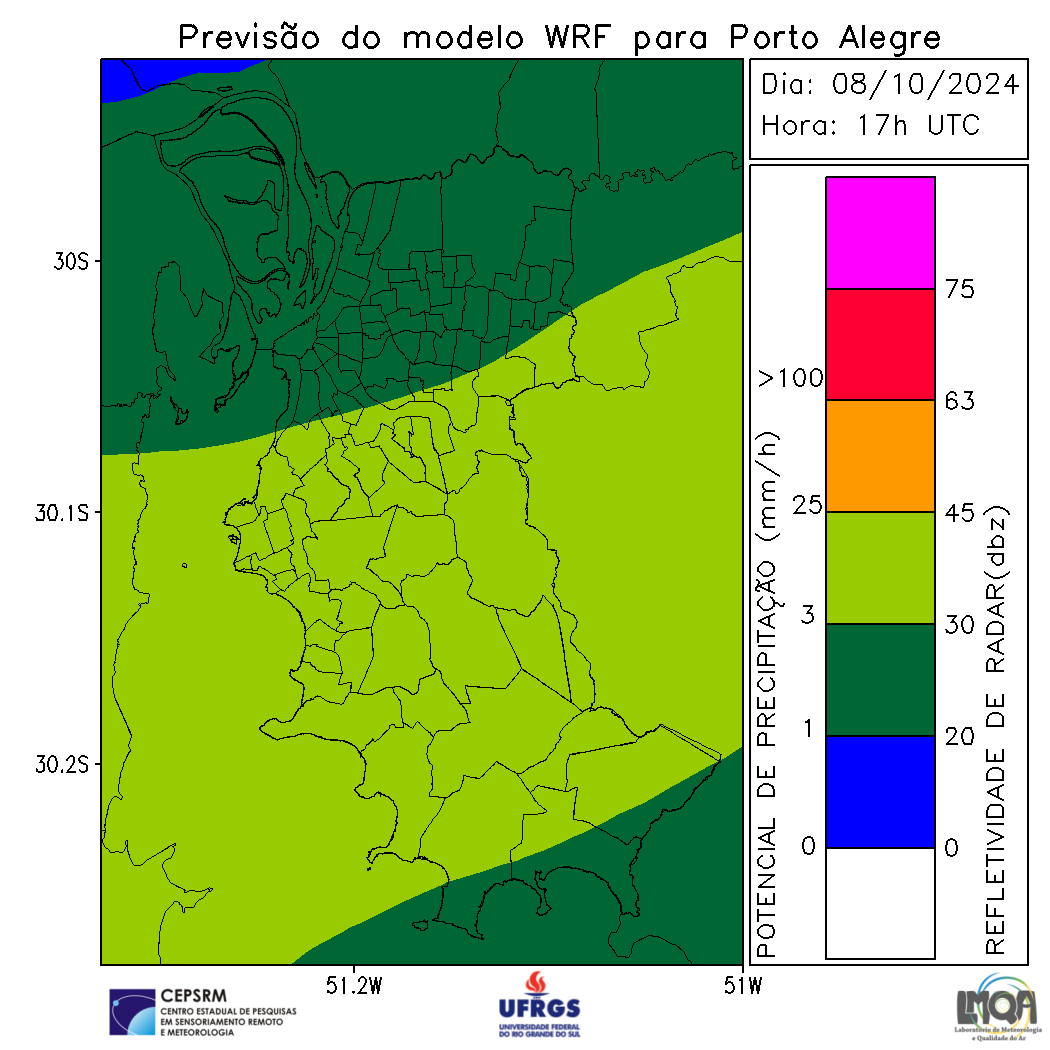 Previsão do modelo WRF para Porto Alegre
Dia: 08/10/2024
Hora: 17h UTC
30S
30.1S
30.2S
51.2W
51W
POTENCIAL DE PRECIPITAÇÃO (mm/h)
>100
25
3
1
0
75
63
45
30
20
0
REFLETIVIDADE DE RADAR(dbz)
CEPSRM
CENTRO ESTADUAL DE PESQUISAS
EM SENSORIAMENTO REMOTO
E METEOROLOGIA
UFRGS
UNIVERSIDADE FEDERAL
DO RIO GRANDE DO SUL
LMQA
Laboratório de Meteorologia
e Qualidade do Ar